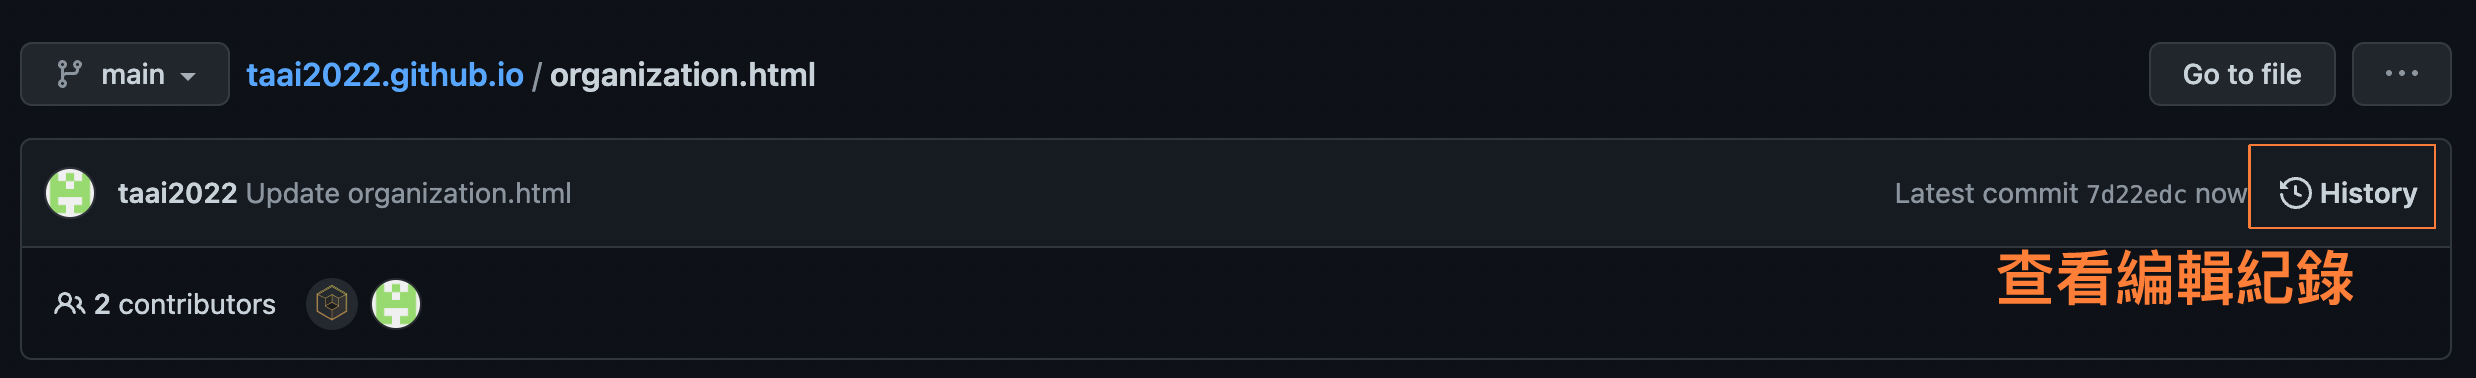 main taai2022.github.io / organization.html Go to file ...
taai2022 Update organization.html Latest commit 7d22edc now History
查看編輯紀錄
2 contributors